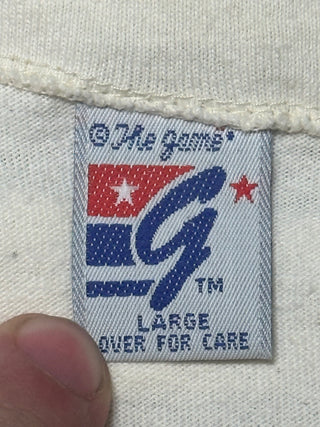 ® The Game®
G TM
LARGE
OVER FOR CARE